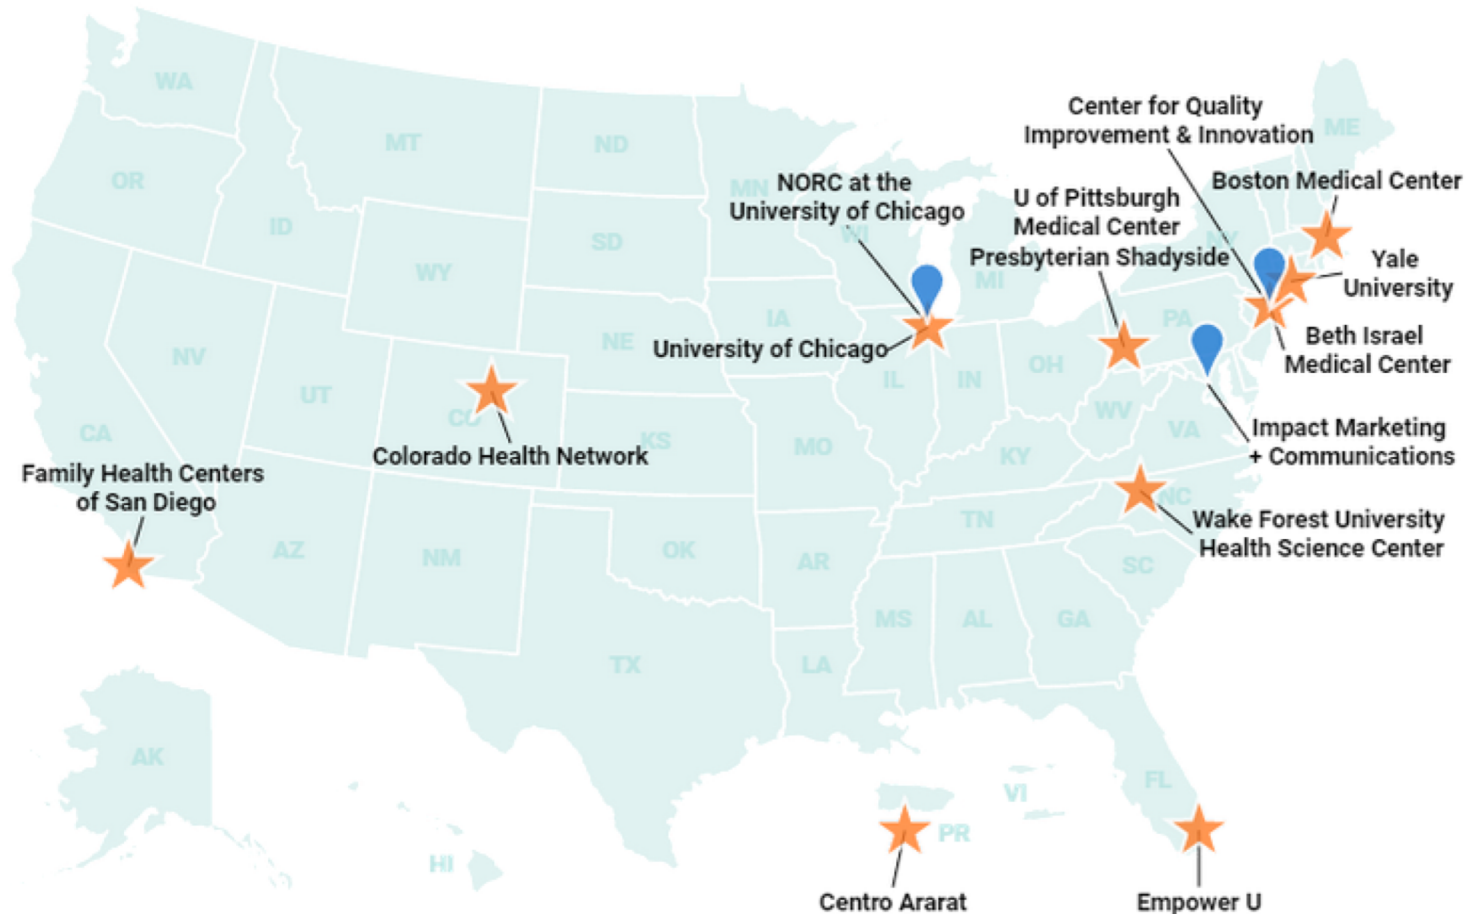 WA
MT
ND
MN
OR
ID
SD
WY
WI
MI
NY
ME
Center for Quality
Improvement & Innovation
Boston Medical Center
NORC at the
University of Chicago
U of Pittsburgh
Medical Center
Presbyterian Shadyside
Yale
University
Beth Israel
Medical Center
University of Chicago
IA
NE
PA
NV
UT
CO
CA
KS
MO
IL
IN
OH
WV
VA
KY
Colorado Health Network
Impact Marketing
+ Communications
Family Health Centers
of San Diego
NC
Wake Forest University
Health Science Center
TN
AZ
NM
OK
AR
SC
MS
AL
GA
TX
LA
AK
HI
FL
VI
PR
Centro Ararat
Empower U